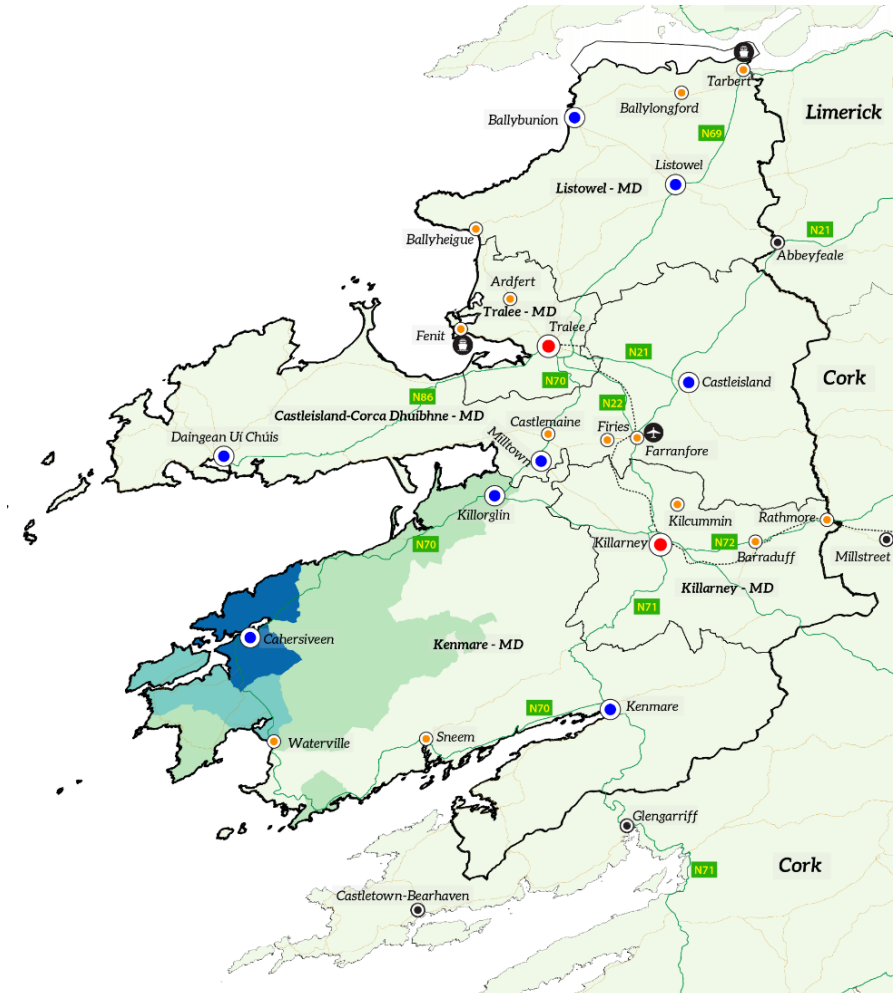 Tarbert
Ballylongford
Limerick
Ballybunion
N69
Listowel
Listowel - MD
N21
Ballyheigue
Abbeyfeale
Ardfert
Tralee - MD
Fenit
Tralee
N21
Cork
N70
Castleisland
N86
N22
Castleisland-Corca Dhuibhne - MD
Castlemaine
Firies
Daingean Uí Chúis
Milltown
Farranfore
Killorglin
Kilcummin
Rathmore
N70
Killarney
N72
Barraduff
Millstreet
Killarney - MD
N71
Cahersiveen
Kenmare - MD
N70
Kenmare
Waterville
Sneem
Glengarriff
Cork
N71
Castletown-Bearhaven